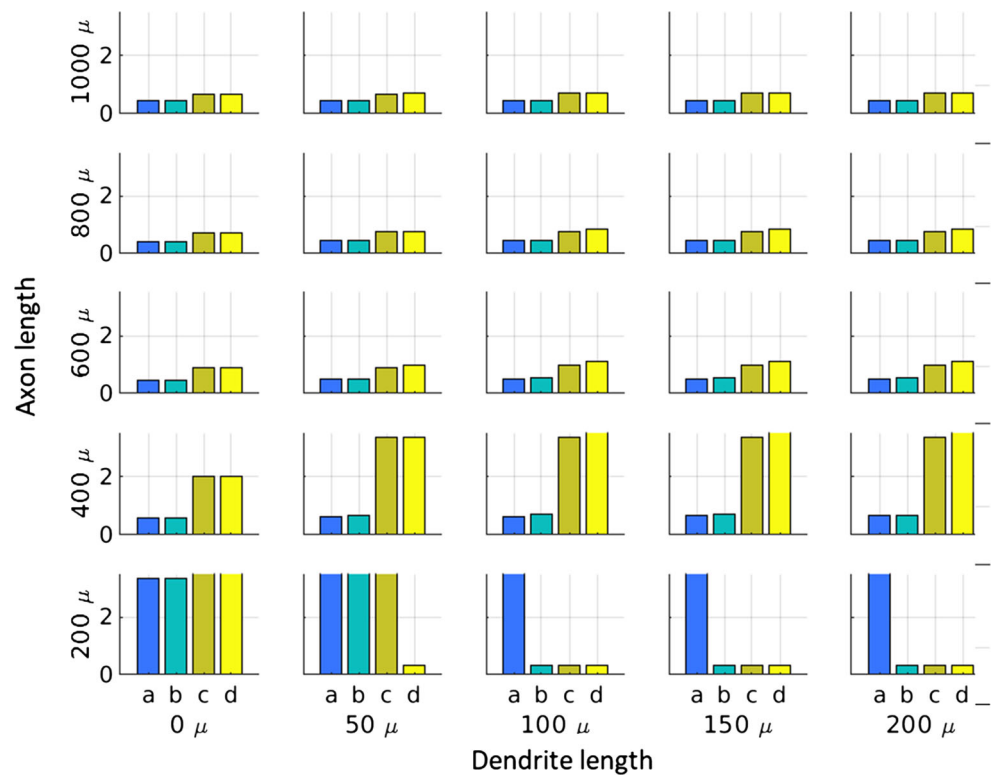 1000 μ
2
0
800 μ
2
0
600 μ
2
0
400 μ
2
0
200 μ
2
0
Axon length
a b c d a b c d a b c d a b c d a b c d
0 μ 50 μ 100 μ 150 μ 200 μ
Dendrite length